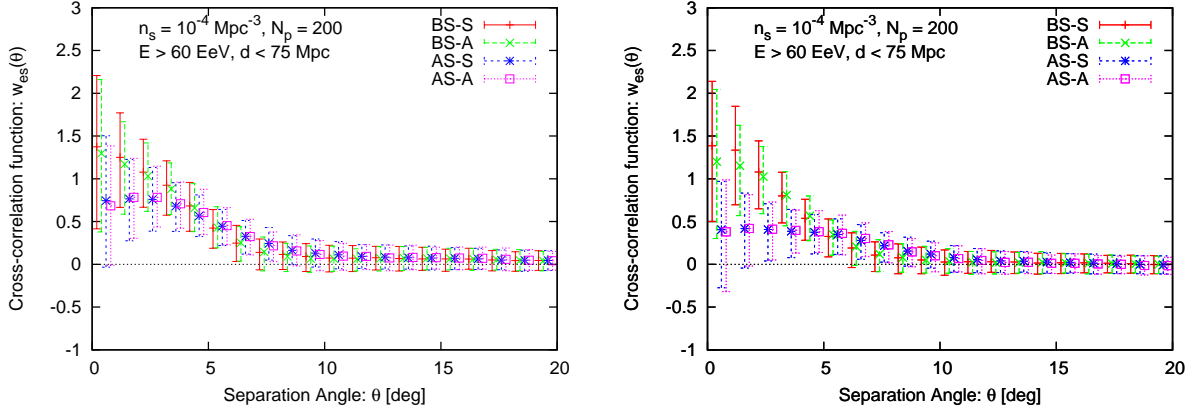 n_s = 10^-4 Mpc^-3, N_p = 200
E > 60 EeV, d < 75 Mpc
BS-S
BS-A
AS-S
AS-A
Cross-correlation function: w_es(θ)
3
2.5
2
1.5
1
0.5
0
-0.5
-1
0 5 10 15 20
Separation Angle: θ [deg]
n_s = 10^-4 Mpc^-3, N_p = 200
E > 60 EeV, d < 75 Mpc
BS-S
BS-A
AS-S
AS-A
Cross-correlation function: w_es(θ)
3
2.5
2
1.5
1
0.5
0
-0.5
-1
0 5 10 15 20
Separation Angle: θ [deg]